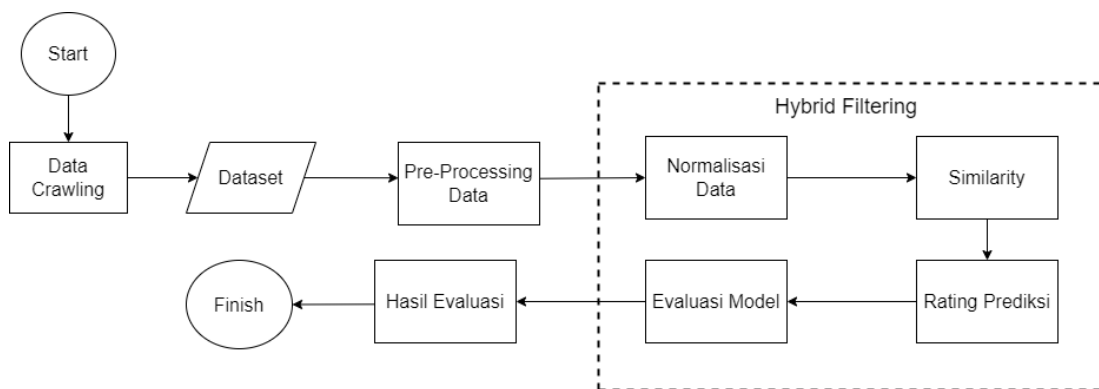 Start
Hybrid Filtering
Data
Crawling
Dataset
Pre-Processing
Data
Normalisasi
Data
Similarity
Finish
Hasil Evaluasi
Evaluasi Model
Rating Prediksi